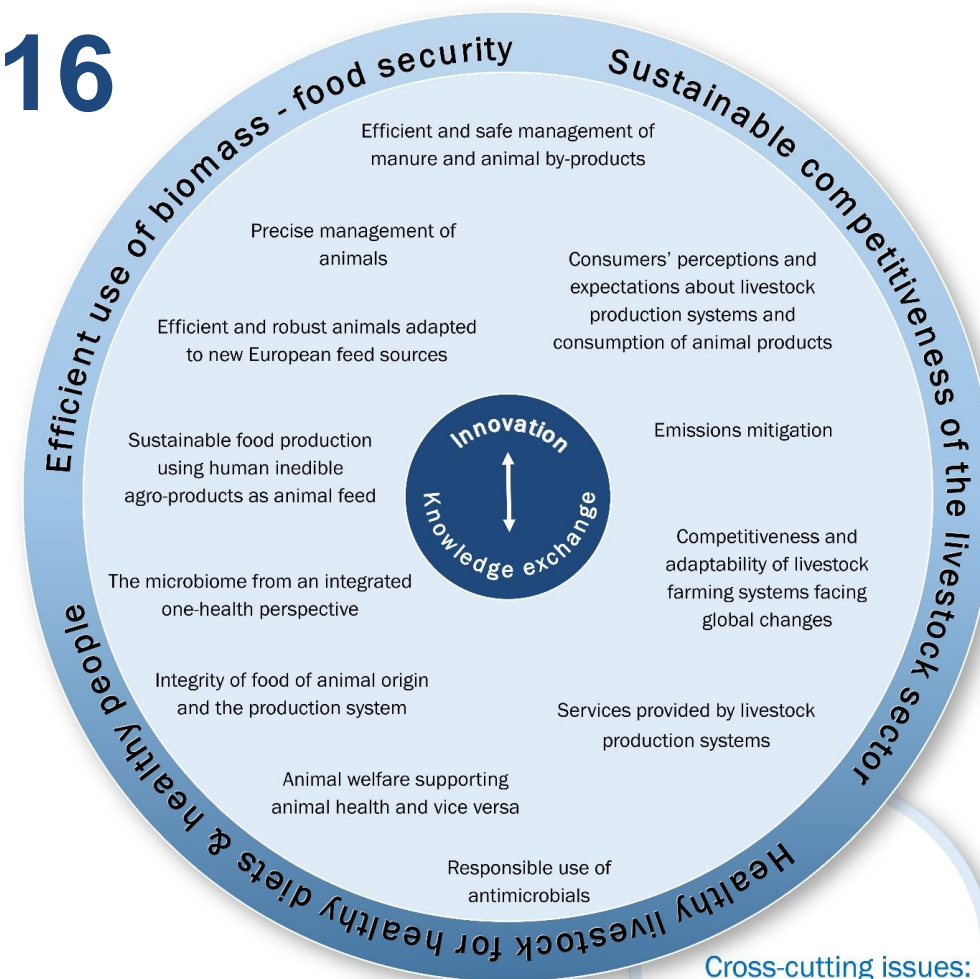 16
Efficient use of biomass - food security
Sustainable competitiveness of the livestock sector
Healthy livestock for healthy diets & healthy people
Efficient and safe management of
manure and animal by-products
Precise management of
animals
Consumers’ perceptions and
expectations about livestock
production systems and
consumption of animal products
Efficient and robust animals adapted
to new European feed sources
Innovation
Knowledge exchange
Emissions mitigation
Sustainable food production
using human inedible
agro-products as animal feed
Competitiveness and
adaptability of livestock
farming systems facing
global changes
The microbiome from an integrated
one-health perspective
Integrity of food of animal origin
and the production system
Services provided by livestock
production systems
Animal welfare supporting
animal health and vice versa
Responsible use of
antimicrobials
Cross-cutting issues: